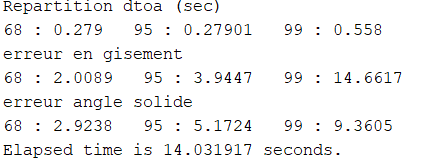 Repartition dtoa (sec)
68 : 0.279 95 : 0.27901 99 : 0.558
erreur en gisement
68 : 2.0089 95 : 3.9447 99 : 14.6617
erreur angle solide
68 : 2.9238 95 : 5.1724 99 : 9.3605
Elapsed time is 14.031917 seconds.